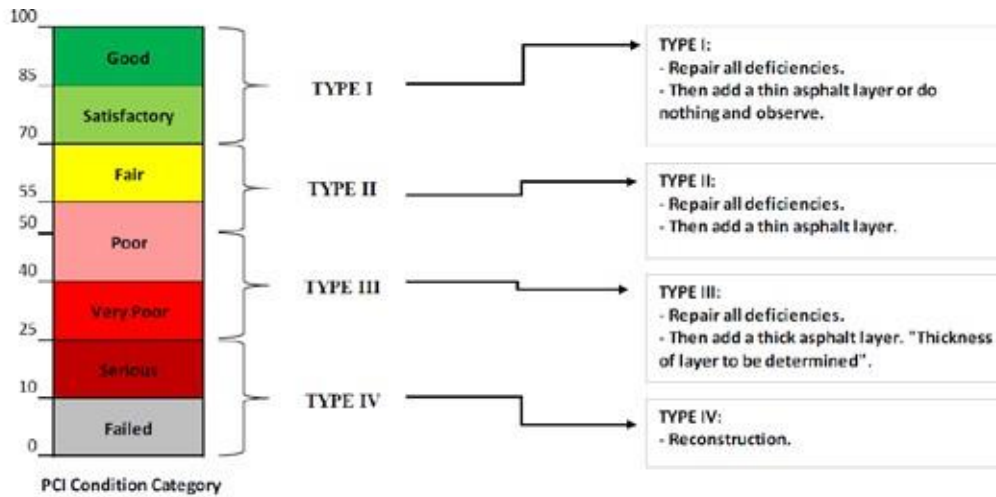 100
Good
85
Satisfactory
70
Fair
55
50
Poor
40
Very Poor
25
Serious
10
Failed
0
PCI Condition Category
TYPE I
TYPE II
TYPE III
TYPE IV
TYPE I:
- Repair all deficiencies.
- Then add a thin asphalt layer or do
nothing and observe.
TYPE II:
- Repair all deficiencies.
- Then add a thin asphalt layer.
TYPE III:
- Repair all deficiencies.
- Then add a thick asphalt layer. "Thickness
of layer to be determined".
TYPE IV:
- Reconstruction.